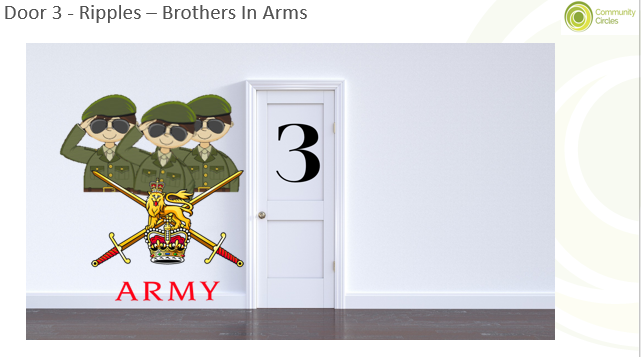 Door 3 - Ripples – Brothers In Arms
Community
Circles
3
ARMY